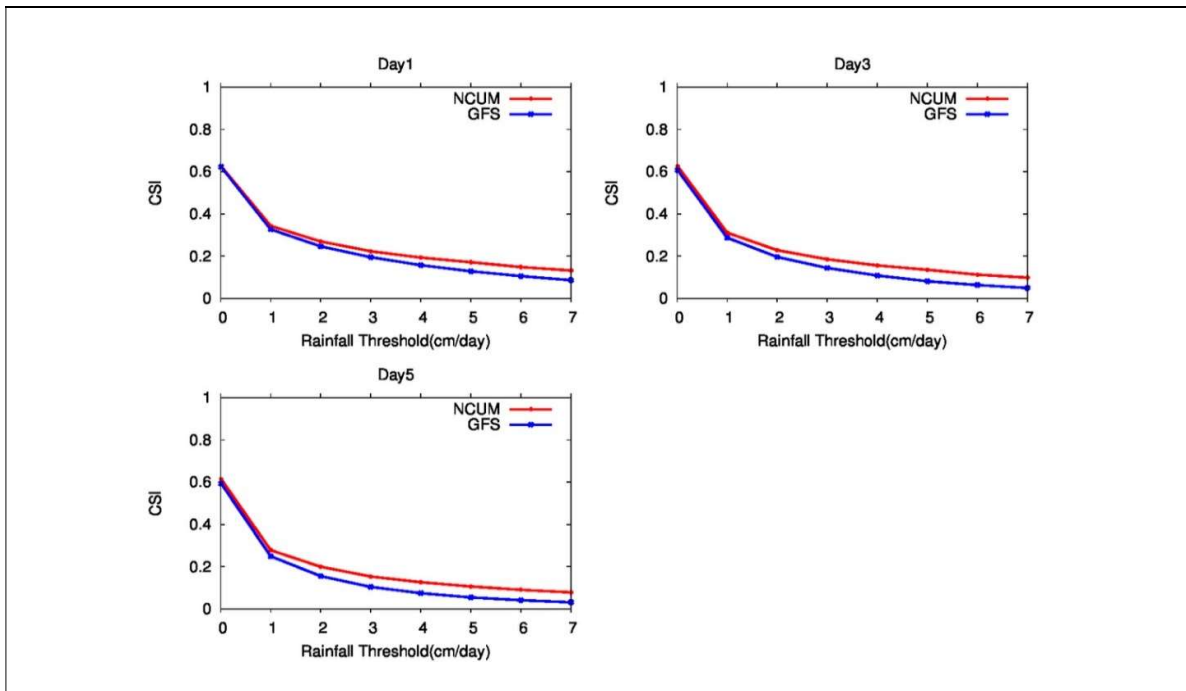 Day1
1
0.8
0.6
0.4
0.2
0
CSI
NCUM
GFS
0 1 2 3 4 5 6 7
Rainfall Threshold(cm/day)
Day3
1
0.8
0.6
0.4
0.2
0
CSI
NCUM
GFS
0 1 2 3 4 5 6 7
Rainfall Threshold(cm/day)
Day5
1
0.8
0.6
0.4
0.2
0
CSI
NCUM
GFS
0 1 2 3 4 5 6 7
Rainfall Threshold(cm/day)